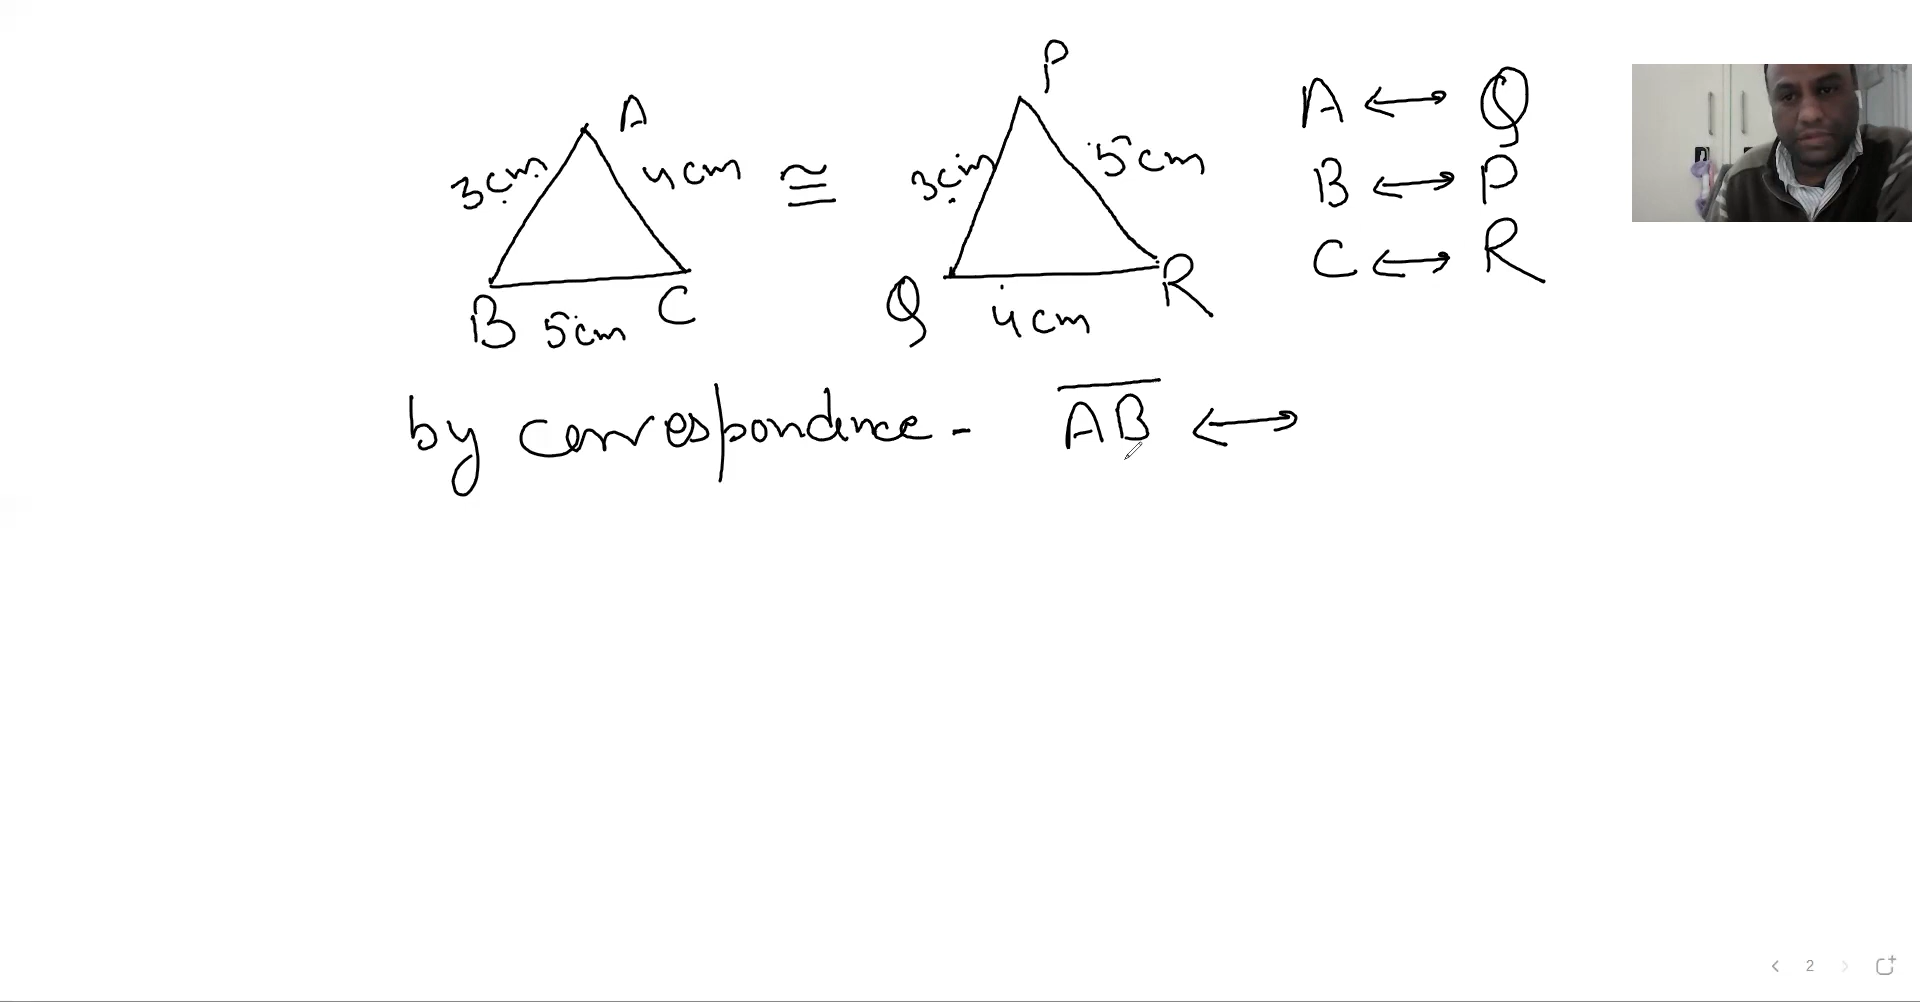 P
A
A ↔ Q
3cm
4cm
≅
3cm
5cm
B ↔ P
C ↔ R
B
5cm
C
Q
4cm
R
by correspondence - AB ↔
2